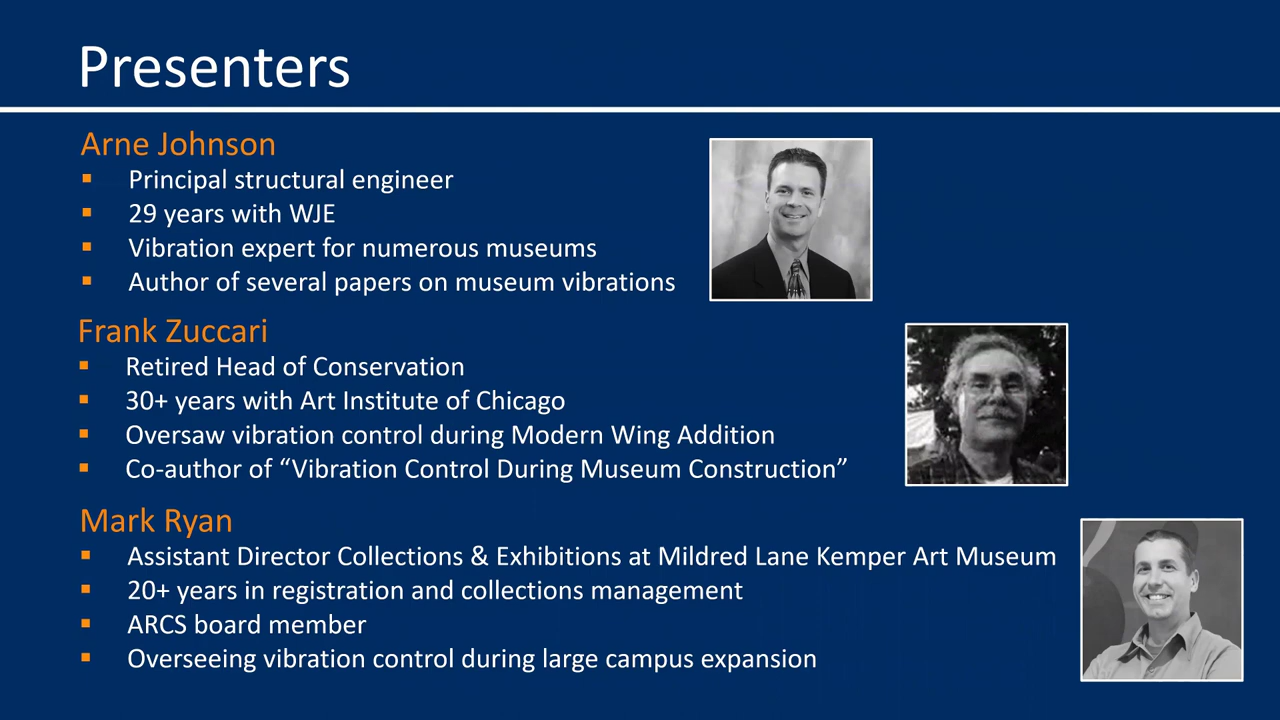 Presenters
Arne Johnson
▪ Principal structural engineer
▪ 29 years with WJE
▪ Vibration expert for numerous museums
▪ Author of several papers on museum vibrations
Frank Zuccari
▪ Retired Head of Conservation
▪ 30+ years with Art Institute of Chicago
▪ Oversaw vibration control during Modern Wing Addition
▪ Co-author of “Vibration Control During Museum Construction”
Mark Ryan
▪ Assistant Director Collections & Exhibitions at Mildred Lane Kemper Art Museum
▪ 20+ years in registration and collections management
▪ ARCS board member
▪ Overseeing vibration control during large campus expansion